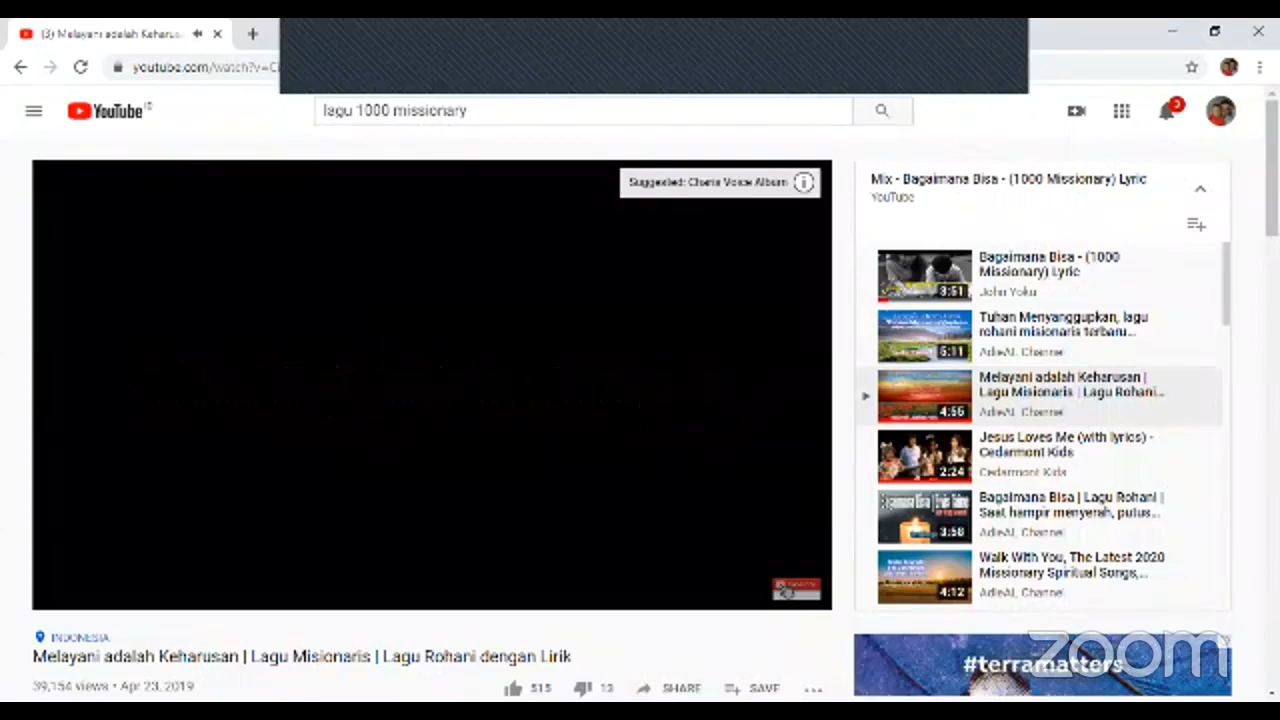 (3) Melayani adalah Keharus
youtube.com/watch?v=C
YouTube ID
lagu 1000 missionary
3
Suggested: Charis Voice Album
Mix - Bagaimana Bisa - (1000 Missionary) Lyric
YouTube
Bagaimana Bisa - (1000
Missionary) Lyric
John Yoku
3:51
Tuhan Menyanggupkan, lagu
rohani misionaris terbaru...
AdieAL Channel
5:11
Melayani adalah Keharusan |
Lagu Misionaris | Lagu Rohani...
AdieAL Channel
4:55
Jesus Loves Me (with lyrics) -
Cedarmont Kids
Cedarmont Kids
2:24
Bagaimana Bisa | Lagu Rohani |
Saat hampir menyerah, putus...
AdieAL Channel
3:58
Walk With You, The Latest 2020
Missionary Spiritual Songs,...
AdieAL Channel
4:12
INDONESIA
Melayani adalah Keharusan | Lagu Misionaris | Lagu Rohani dengan Lirik
39,154 views • Apr 23, 2019
515
13
SHARE
SAVE
#terramatters
zoom